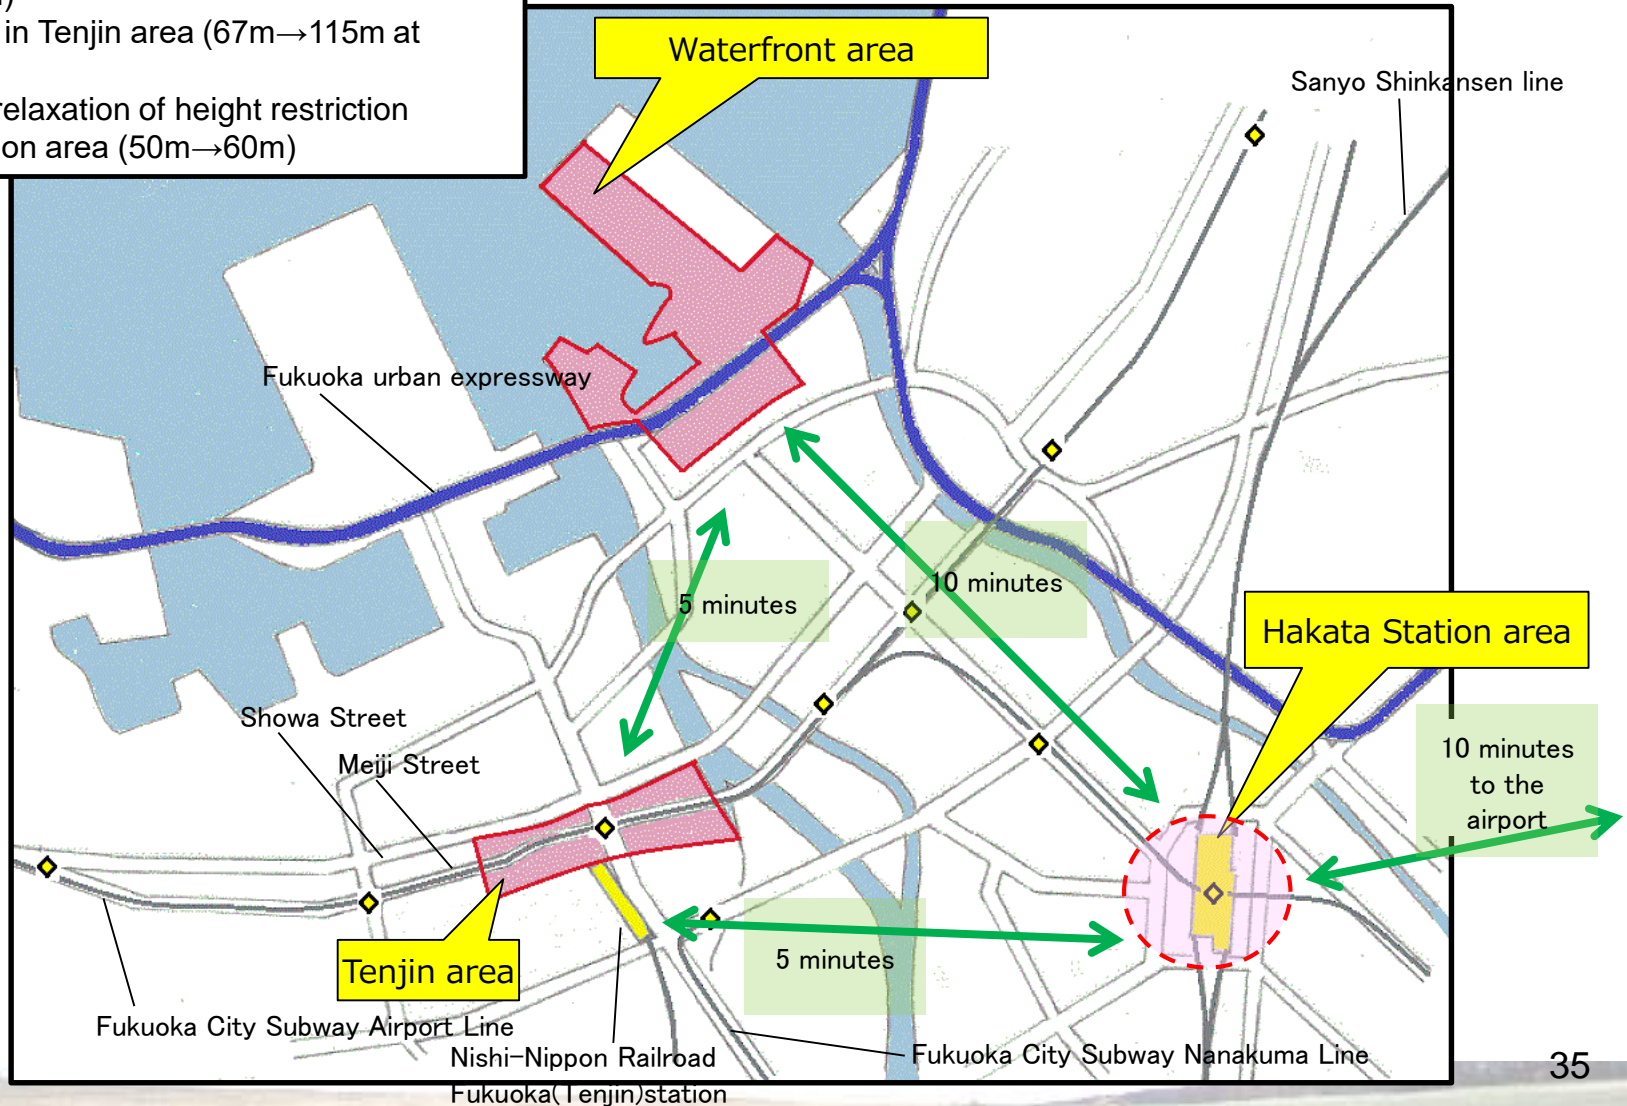 in Tenjin area (67m→115m at
relaxation of height restriction
on area (50m→60m)
Waterfront area
Sanyo Shinkansen line
Fukuoka urban expressway
5 minutes
10 minutes
Hakata Station area
Showa Street
Meiji Street
10 minutes
to the
airport
Tenjin area
5 minutes
Fukuoka City Subway Airport Line
Nishi-Nippon Railroad
Fukuoka(Tenjin)station
Fukuoka City Subway Nanakuma Line
35